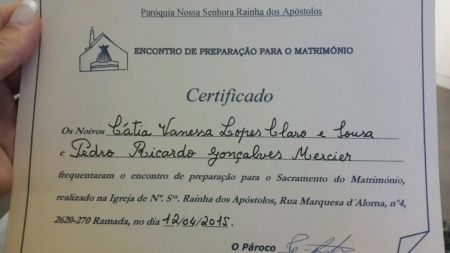 Paróquia Nossa Senhora Rainha dos Apóstolos
ENCONTRO DE PREPARAÇÃO PARA O MATRIMÓNIO
Certificado
Os Noivos Cátia Vanessa Lopes Claro e Sousa
e Pedro Ricardo Gonçalves Mercier
frequentaram o encontro de preparação para o Sacramento do Matrimónio,
realizado na Igreja de Nª. Sra. Rainha dos Apóstolos, Rua Marquesa d´Alorna, nº4,
2620-270 Ramada, no dia 12/04/2015.
O Pároco